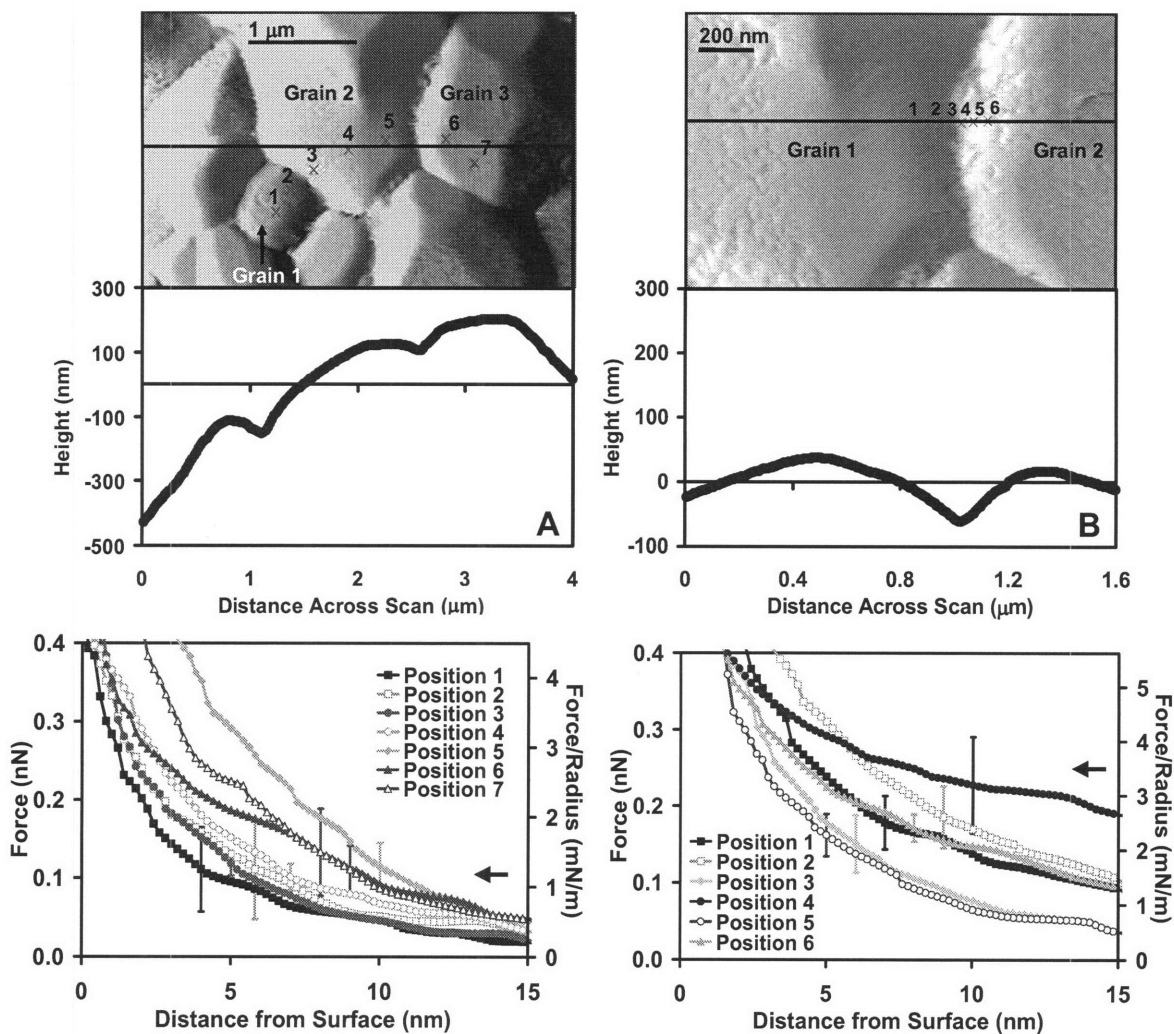 1 μm
Grain 2
Grain 3
5
4
6
3
7
2
1
Grain 1
300
100
-100
-300
-500
Height (nm)
A
0
1
2
3
4
Distance Across Scan (μm)
200 nm
1 2 3 4 5 6
Grain 1
Grain 2
300
200
100
0
-100
Height (nm)
B
0
0.4
0.8
1.2
1.6
Distance Across Scan (μm)
0.4
0.3
0.2
0.1
0.0
Force (nN)
Position 1
Position 2
Position 3
Position 4
Position 5
Position 6
Position 7
4
3
2
1
0
Force/Radius (mN/m)
0
5
10
15
Distance from Surface (nm)
0.4
0.3
0.2
0.1
0.0
Force (nN)
Position 1
Position 2
Position 3
Position 4
Position 5
Position 6
5
4
3
2
1
0
Force/Radius (mN/m)
0
5
10
15
Distance from Surface (nm)